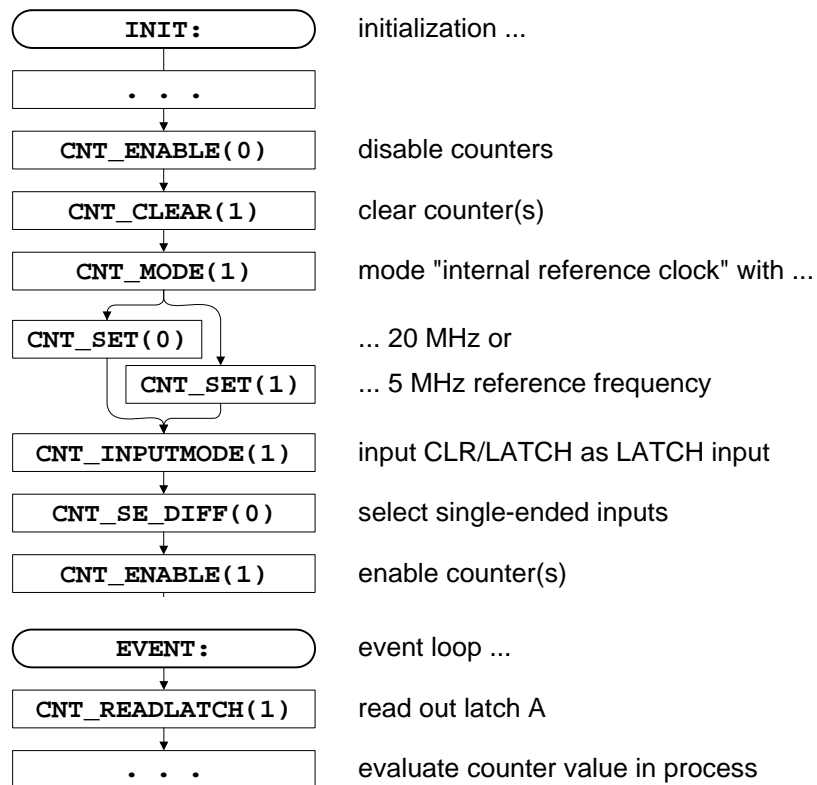 INIT: initialization ...
. . .
CNT_ENABLE(0) disable counters
CNT_CLEAR(1) clear counter(s)
CNT_MODE(1) mode "internal reference clock" with ...
CNT_SET(0) ... 20 MHz or
CNT_SET(1) ... 5 MHz reference frequency
CNT_INPUTMODE(1) input CLR/LATCH as LATCH input
CNT_SE_DIFF(0) select single-ended inputs
CNT_ENABLE(1) enable counter(s)
EVENT: event loop ...
CNT_READLATCH(1) read out latch A
. . . evaluate counter value in process